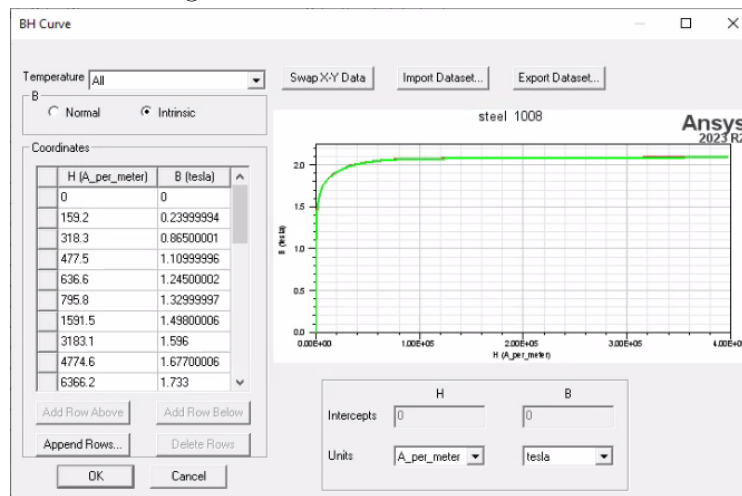 BH Curve
Temperature All
Swap X-Y Data Import Dataset... Export Dataset...
B
Normal Intrinsic
Coordinates
H (A_per_meter) B (tesla)
0 0
159.2 0.23999994
318.3 0.86500001
477.5 1.10999996
636.6 1.24500002
795.8 1.32999997
1591.5 1.49800006
3183.1 1.596
4774.6 1.67700006
6366.2 1.733
Add Row Above Add Row Below
Append Rows... Delete Rows
OK Cancel
steel 1008
Ansys
2023 R2
2.0
1.5
1.0
0.5
0.0
B (tesla)
0.00E+00 1.00E+05 2.00E+05 3.00E+05 4.00E+0
H (A_per_meter)
H B
Intercepts 0 0
Units A_per_meter tesla